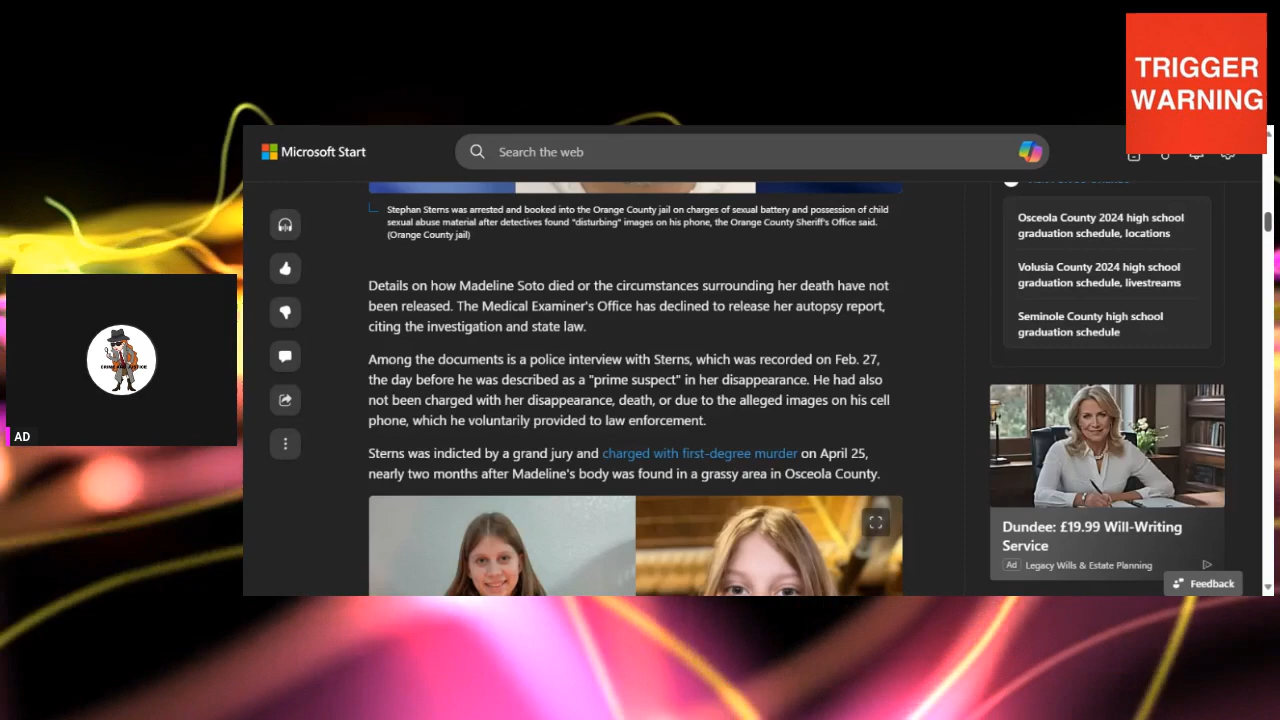 TRIGGER
WARNING
Microsoft Start
Search the web
Stephan Sterns was arrested and booked into the Orange County jail on charges of sexual battery and possession of child
sexual abuse material after detectives found "disturbing" images on his phone, the Orange County Sheriff's Office said.
(Orange County jail)
Details on how Madeline Soto died or the circumstances surrounding her death have not
been released. The Medical Examiner's Office has declined to release her autopsy report,
citing the investigation and state law.
Among the documents is a police interview with Sterns, which was recorded on Feb. 27,
the day before he was described as a "prime suspect" in her disappearance. He had also
not been charged with her disappearance, death, or due to the alleged images on his cell
phone, which he voluntarily provided to law enforcement.
Sterns was indicted by a grand jury and charged with first-degree murder on April 25,
nearly two months after Madeline's body was found in a grassy area in Osceola County.
Osceola County 2024 high school
graduation schedule, locations
Volusia County 2024 high school
graduation schedule, livestreams
Seminole County high school
graduation schedule
Dundee: £19.99 Will-Writing
Service
Ad Legacy Wills & Estate Planning
Feedback
CRIME AND JUSTICE
AD